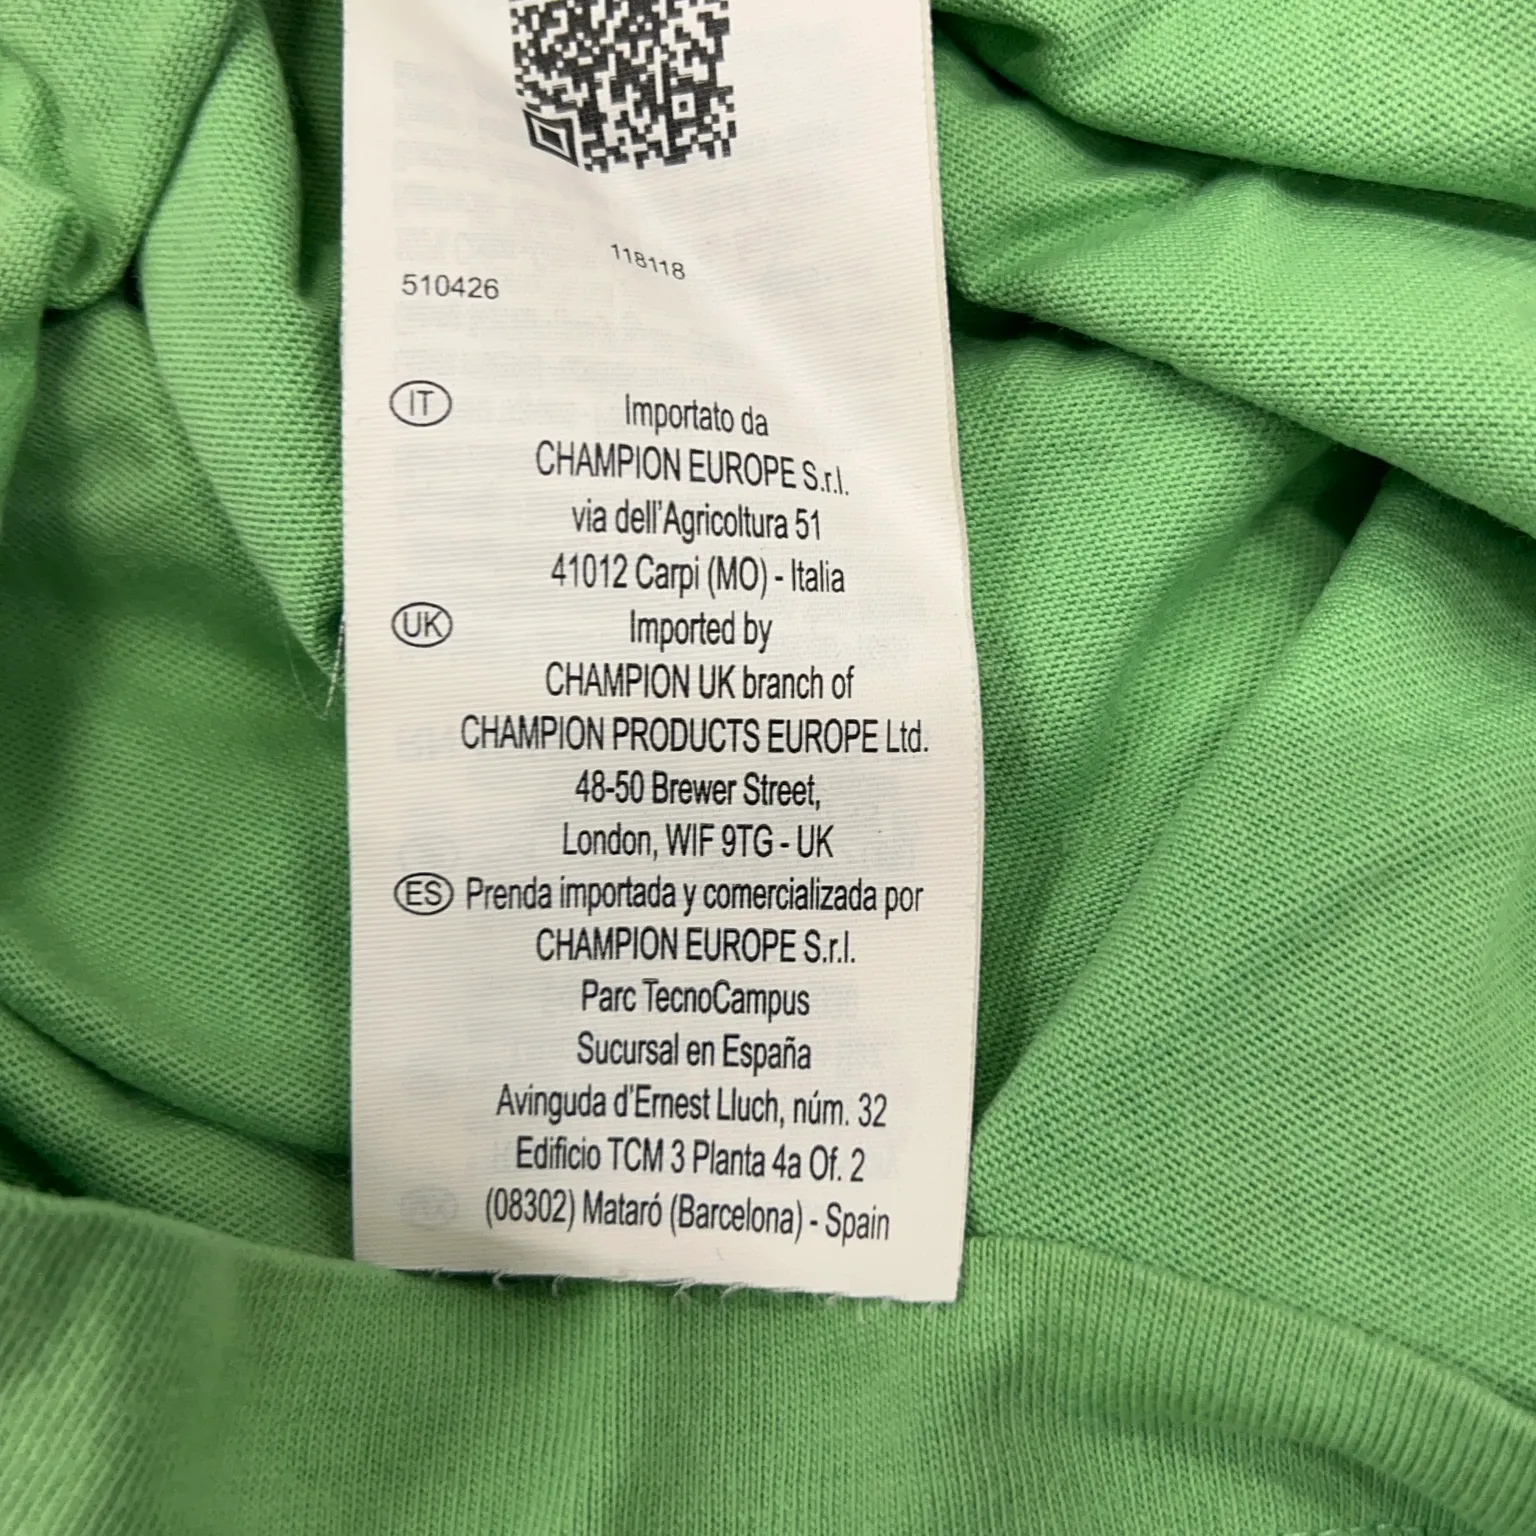 118118
510426
IT Importato da
CHAMPION EUROPE S.r.l.
via dell'Agricoltura 51
41012 Carpi (MO) - Italia
UK Imported by
CHAMPION UK branch of
CHAMPION PRODUCTS EUROPE Ltd.
48-50 Brewer Street,
London, WIF 9TG - UK
ES Prenda importada y comercializada por
CHAMPION EUROPE S.r.l.
Parc TecnoCampus
Sucursal en España
Avinguda d'Ernest Lluch, núm. 32
Edificio TCM 3 Planta 4a Of. 2
(08302) Mataró (Barcelona) - Spain